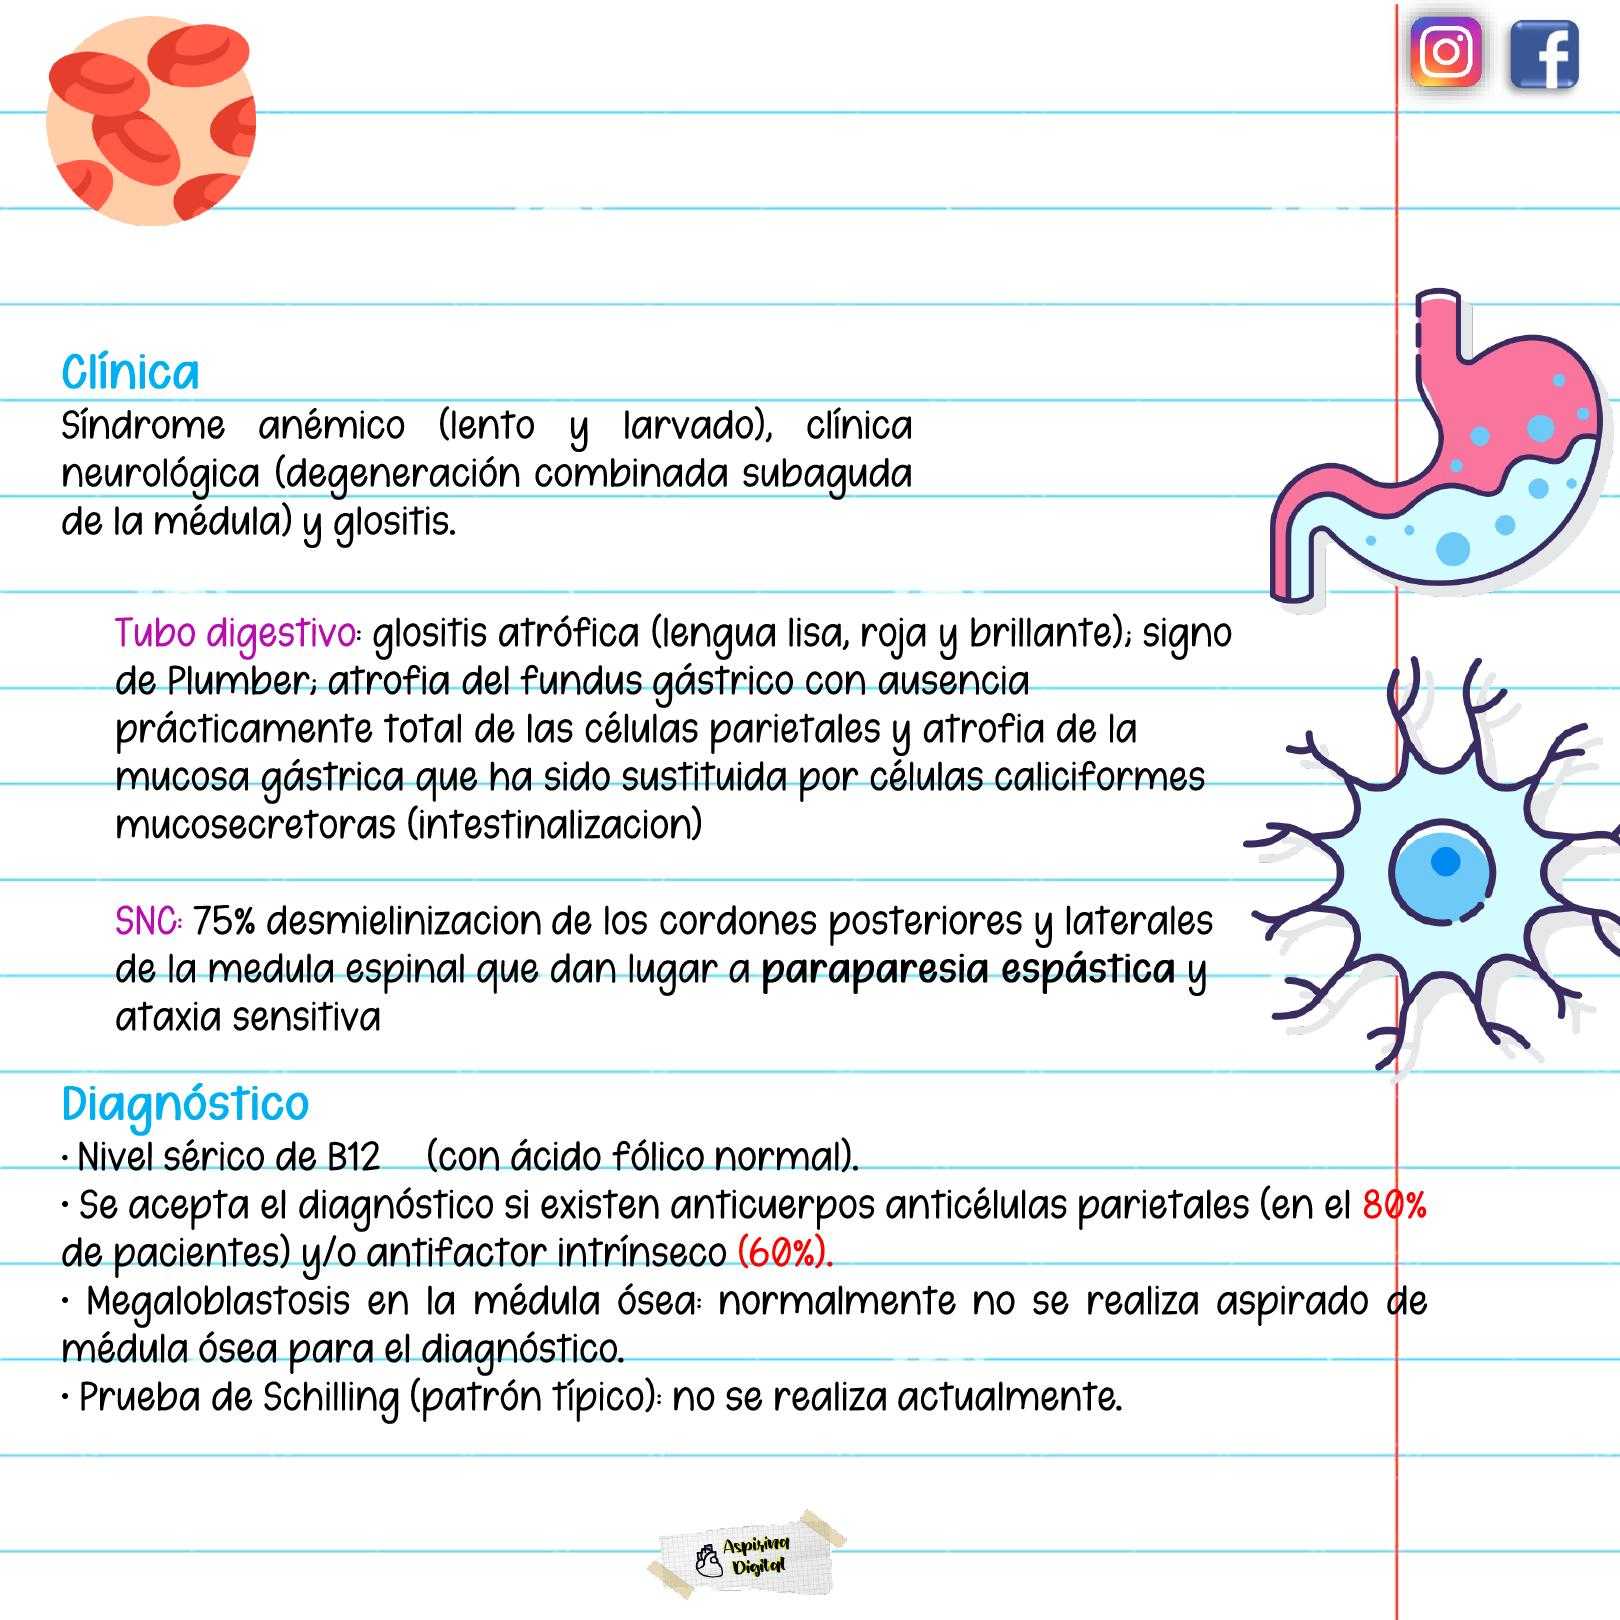 Clínica
Síndrome anémico (lento y larvado), clínica
neurológica (degeneración combinada subaguda
de la médula) y glositis.
Tubo digestivo: glositis atrófica (lengua lisa, roja y brillante); signo
de Plumber; atrofia del fundus gástrico con ausencia
prácticamente total de las células parietales y atrofia de la
mucosa gástrica que ha sido sustituida por células caliciformes
mucosecretoras (intestinalizacion)
SNC: 75% desmielinizacion de los cordones posteriores y laterales
de la medula espinal que dan lugar a paraparesia espástica y
ataxia sensitiva
Diagnóstico
• Nivel sérico de B12 (con ácido fólico normal).
• Se acepta el diagnóstico si existen anticuerpos anticélulas parietales (en el 80%
de pacientes) y/o antifactor intrínseco (60%).
• Megaloblastosis en la médula ósea: normalmente no se realiza aspirado de
médula ósea para el diagnóstico.
• Prueba de Schilling (patrón típico): no se realiza actualmente.
Aspirina
Digital